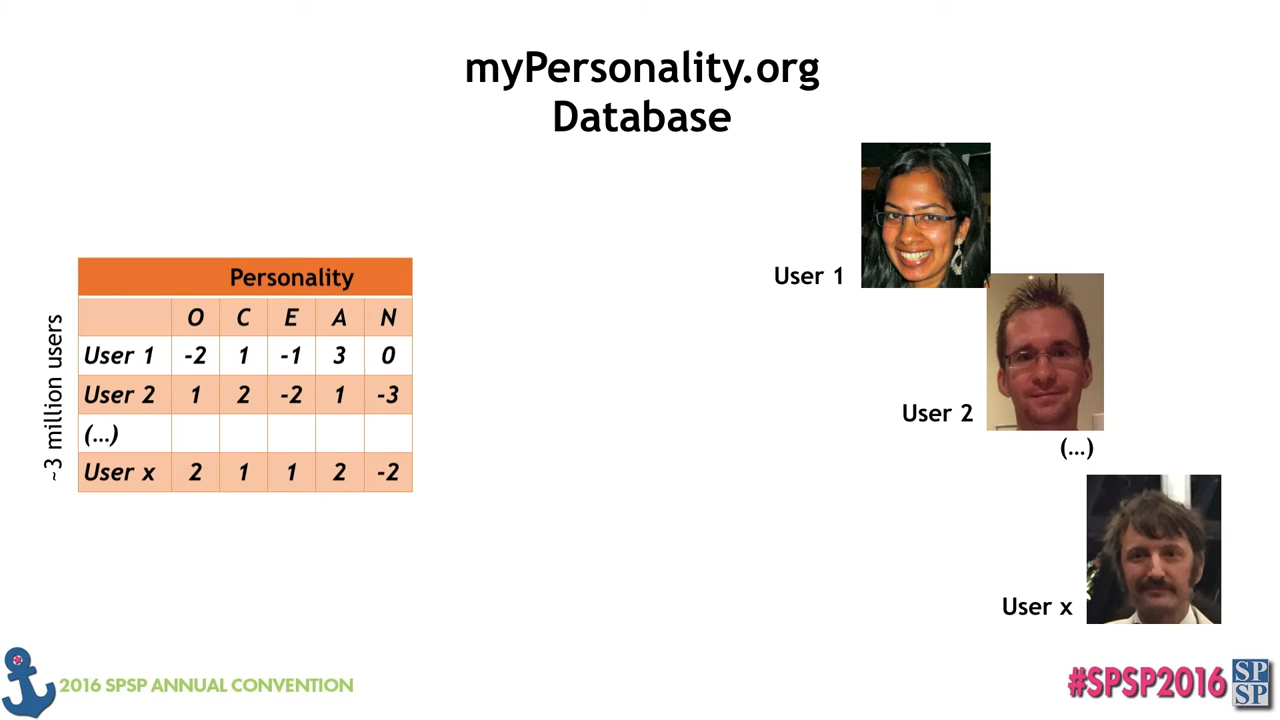 myPersonality.org
Database
Personality
O C E A N
User 1 -2 1 -1 3 0
User 2 1 2 -2 1 -3
(...)
User x 2 1 1 2 -2
~3 million users
User 1
User 2
(...)
User x
2016 SPSP ANNUAL CONVENTION
#SPSP2016
SP
SP